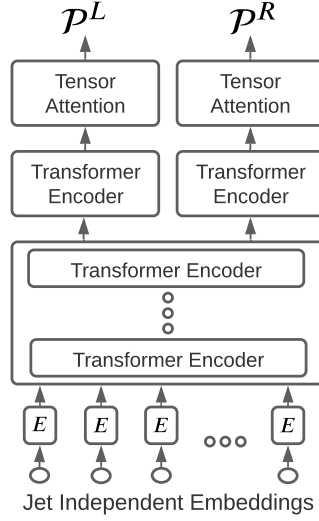 𝒫^L 𝒫^R
Tensor Attention Tensor Attention
Transformer Encoder Transformer Encoder
Transformer Encoder
Transformer Encoder
E E E E
Jet Independent Embeddings